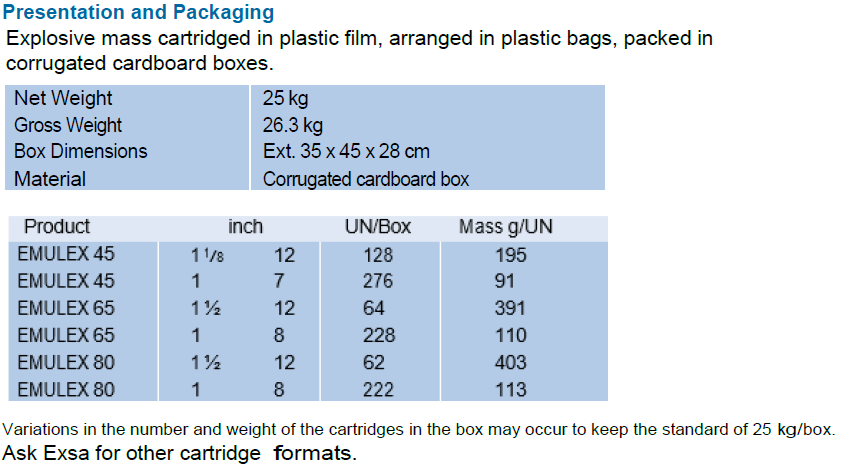 Presentation and Packaging
Explosive mass cartridged in plastic film, arranged in plastic bags, packed in
corrugated cardboard boxes.
Net Weight 25 kg
Gross Weight 26.3 kg
Box Dimensions Ext. 35 x 45 x 28 cm
Material Corrugated cardboard box
Product inch UN/Box Mass g/UN
EMULEX 45 1 1/8 12 128 195
EMULEX 45 1 7 276 91
EMULEX 65 1 ½ 12 64 391
EMULEX 65 1 8 228 110
EMULEX 80 1 ½ 12 62 403
EMULEX 80 1 8 222 113
Variations in the number and weight of the cartridges in the box may occur to keep the standard of 25 kg/box.
Ask Exsa for other cartridge formats.